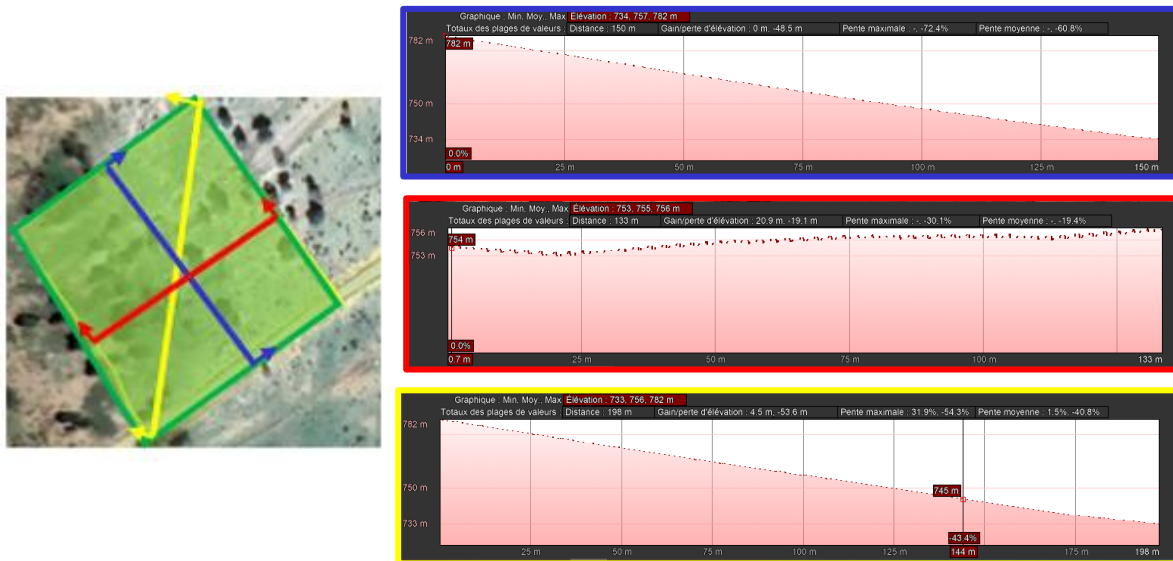 Graphique : Min. Moy., Max Élévation : 734, 757, 782 m
Totaux des plages de valeurs : Distance : 150 m Gain/perte d'élévation : 0 m, -48.5 m Pente maximale : -, -72.4% Pente moyenne : -, -60.8%
782 m
782 m
750 m
734 m
0.0%
0 m 25 m 50 m 75 m 100 m 125 m 150 m
Graphique : Min. Moy., Max Élévation : 753, 755, 756 m
Totaux des plages de valeurs : Distance : 133 m Gain/perte d'élévation : 20.9 m, -19.1 m Pente maximale : -, -30.1% Pente moyenne : -, -19.4%
756 m
754 m
753 m
0.0%
0.7 m 25 m 50 m 75 m 100 m 133 m
Graphique : Min. Moy., Max Élévation : 733, 756, 782 m
Totaux des plages de valeurs : Distance : 198 m Gain/perte d'élévation : 4.5 m, -53.6 m Pente maximale : 31.9%, -54.3% Pente moyenne : 1.5%, -40.8%
782 m
750 m
745 m
733 m
-43.4%
25 m 50 m 75 m 100 m 125 m 144 m 175 m 198 m